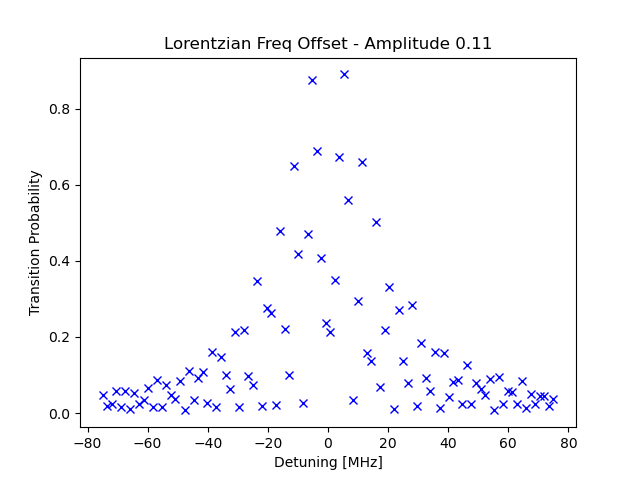 Lorentzian Freq Offset - Amplitude 0.11
Transition Probability
0.8
0.6
0.4
0.2
0.0
−80 −60 −40 −20 0 20 40 60 80
Detuning [MHz]